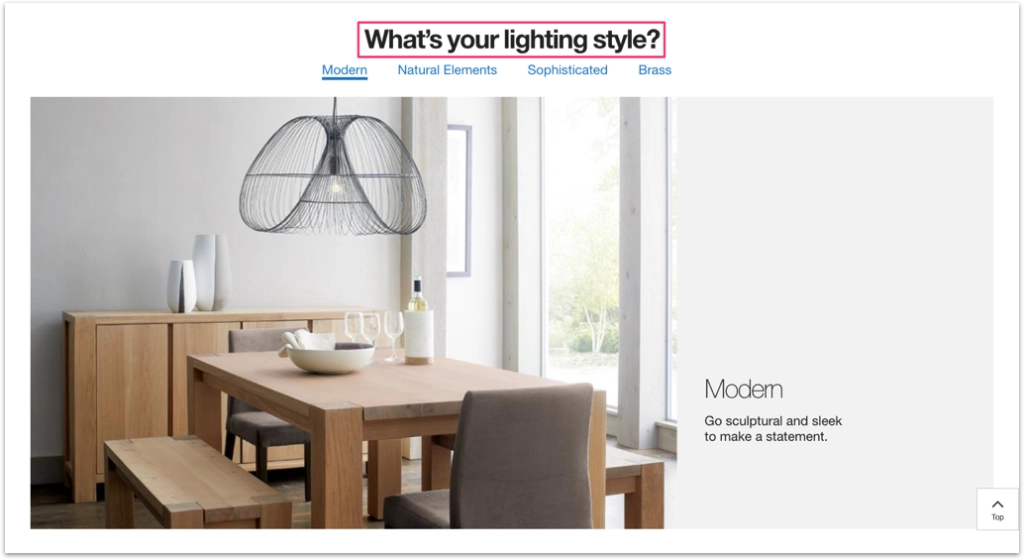 What's your lighting style?
Modern Natural Elements Sophisticated Brass
Modern
Go sculptural and sleek
to make a statement.
Top